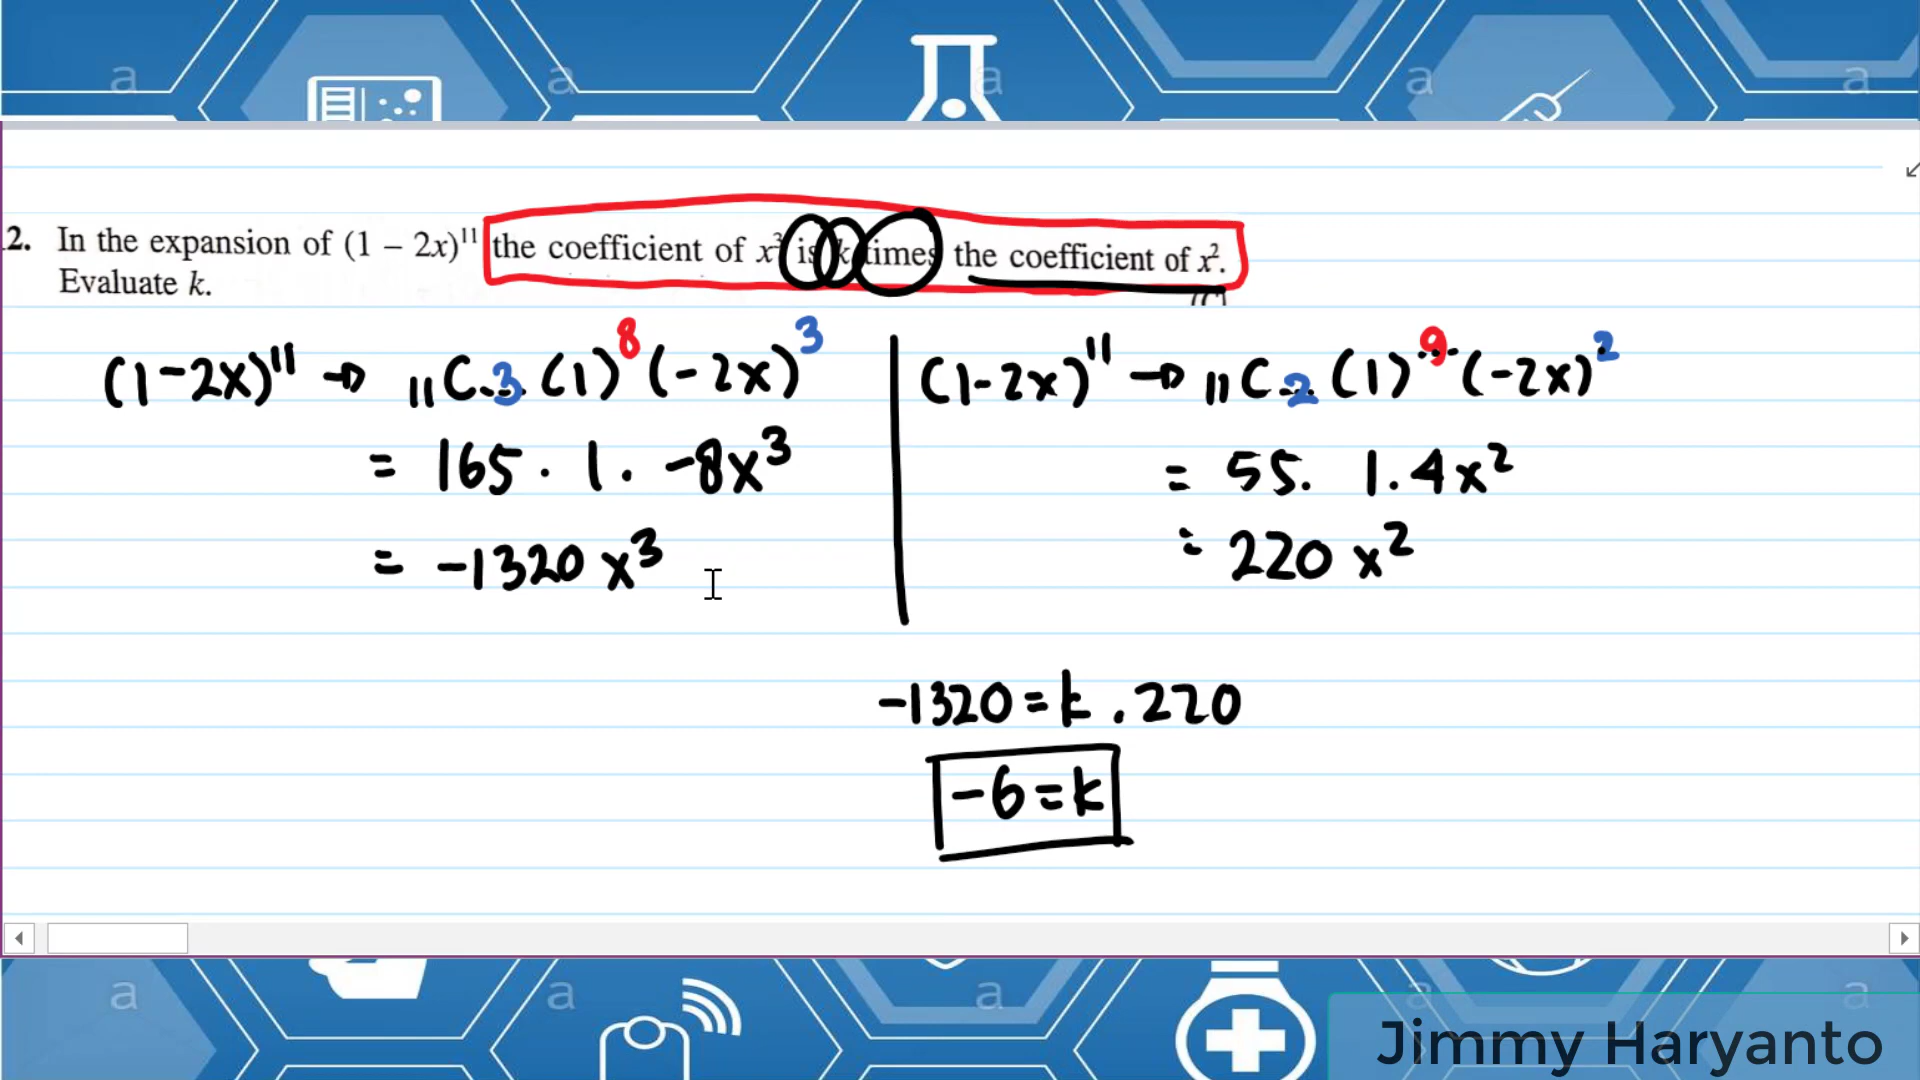 2. In the expansion of (1 – 2x)¹¹ the coefficient of x³ is k times the coefficient of x².
Evaluate k.
(1-2x)¹¹ → ₁₁C₃ (1)⁸ (-2x)³
= 165 . 1 . -8x³
= -1320 x³
(1-2x)¹¹ → ₁₁C₂ (1)⁹ (-2x)²
= 55 . 1 . 4x²
= 220 x²
-1320 = k . 220
-6 = k
Jimmy Haryanto
a a a a a
a a a a a